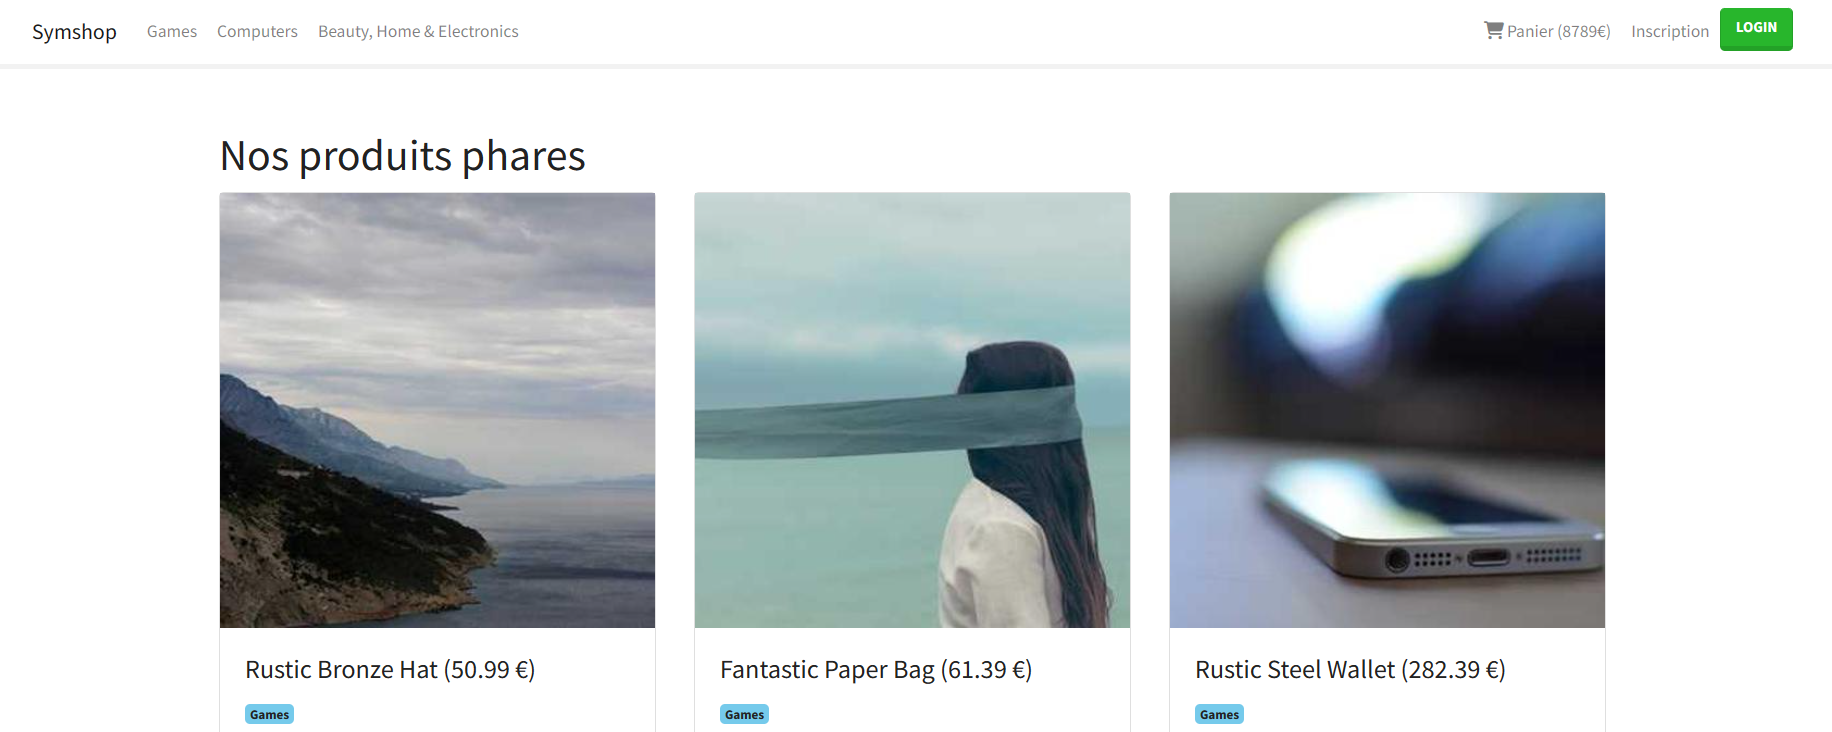 Symshop Games Computers Beauty, Home & Electronics Panier (8789€) Inscription LOGIN
Nos produits phares
Rustic Bronze Hat (50.99 €)
Games
Fantastic Paper Bag (61.39 €)
Games
Rustic Steel Wallet (282.39 €)
Games